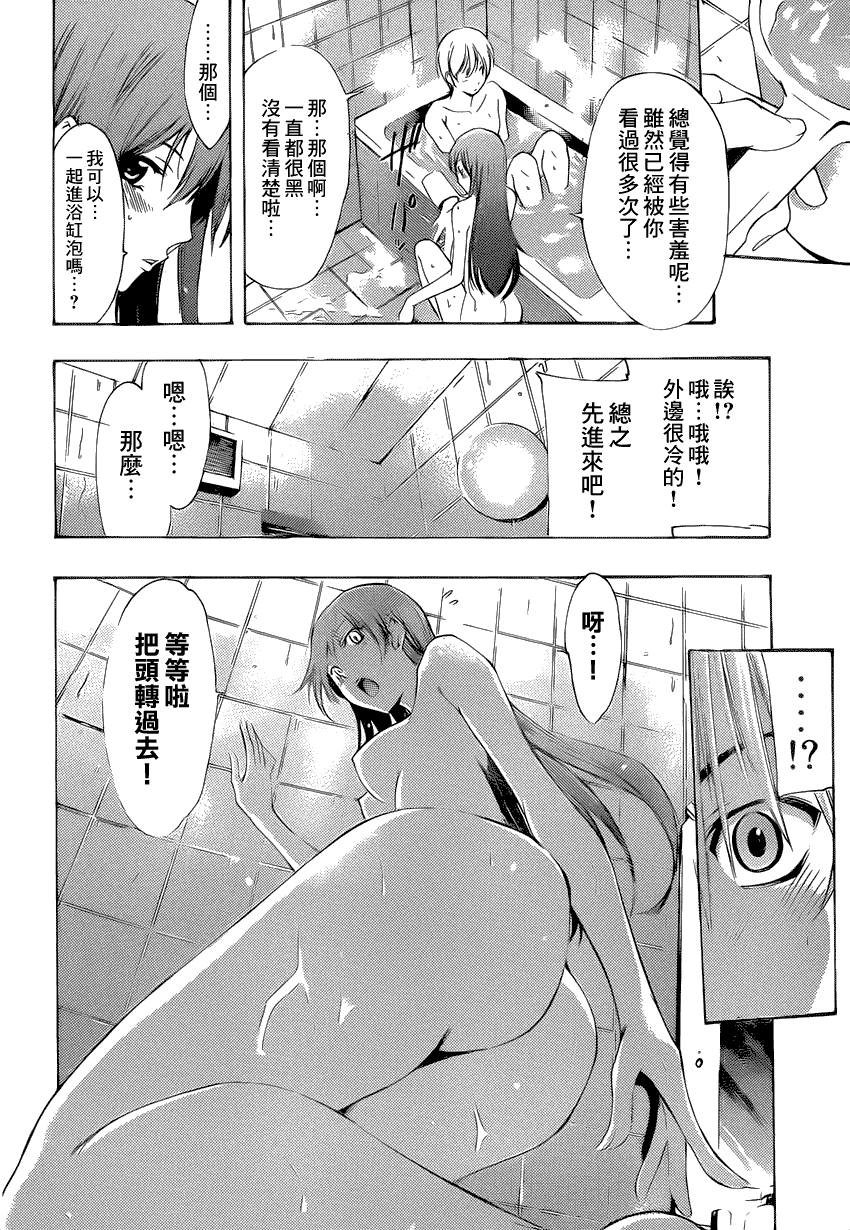 總覺得有些害羞呢…
雖然已經被你
看過很多次了…
那…那個啊…
一直都很黑
沒有看清楚啦…
……那個…
我可以…
一起進浴缸泡嗎…?
誒!?
哦…哦哦!
外邊很冷的!
總之
先進來吧!
嗯…嗯…
那麼…
…!?
呀…!
等等啦
把頭轉過去!